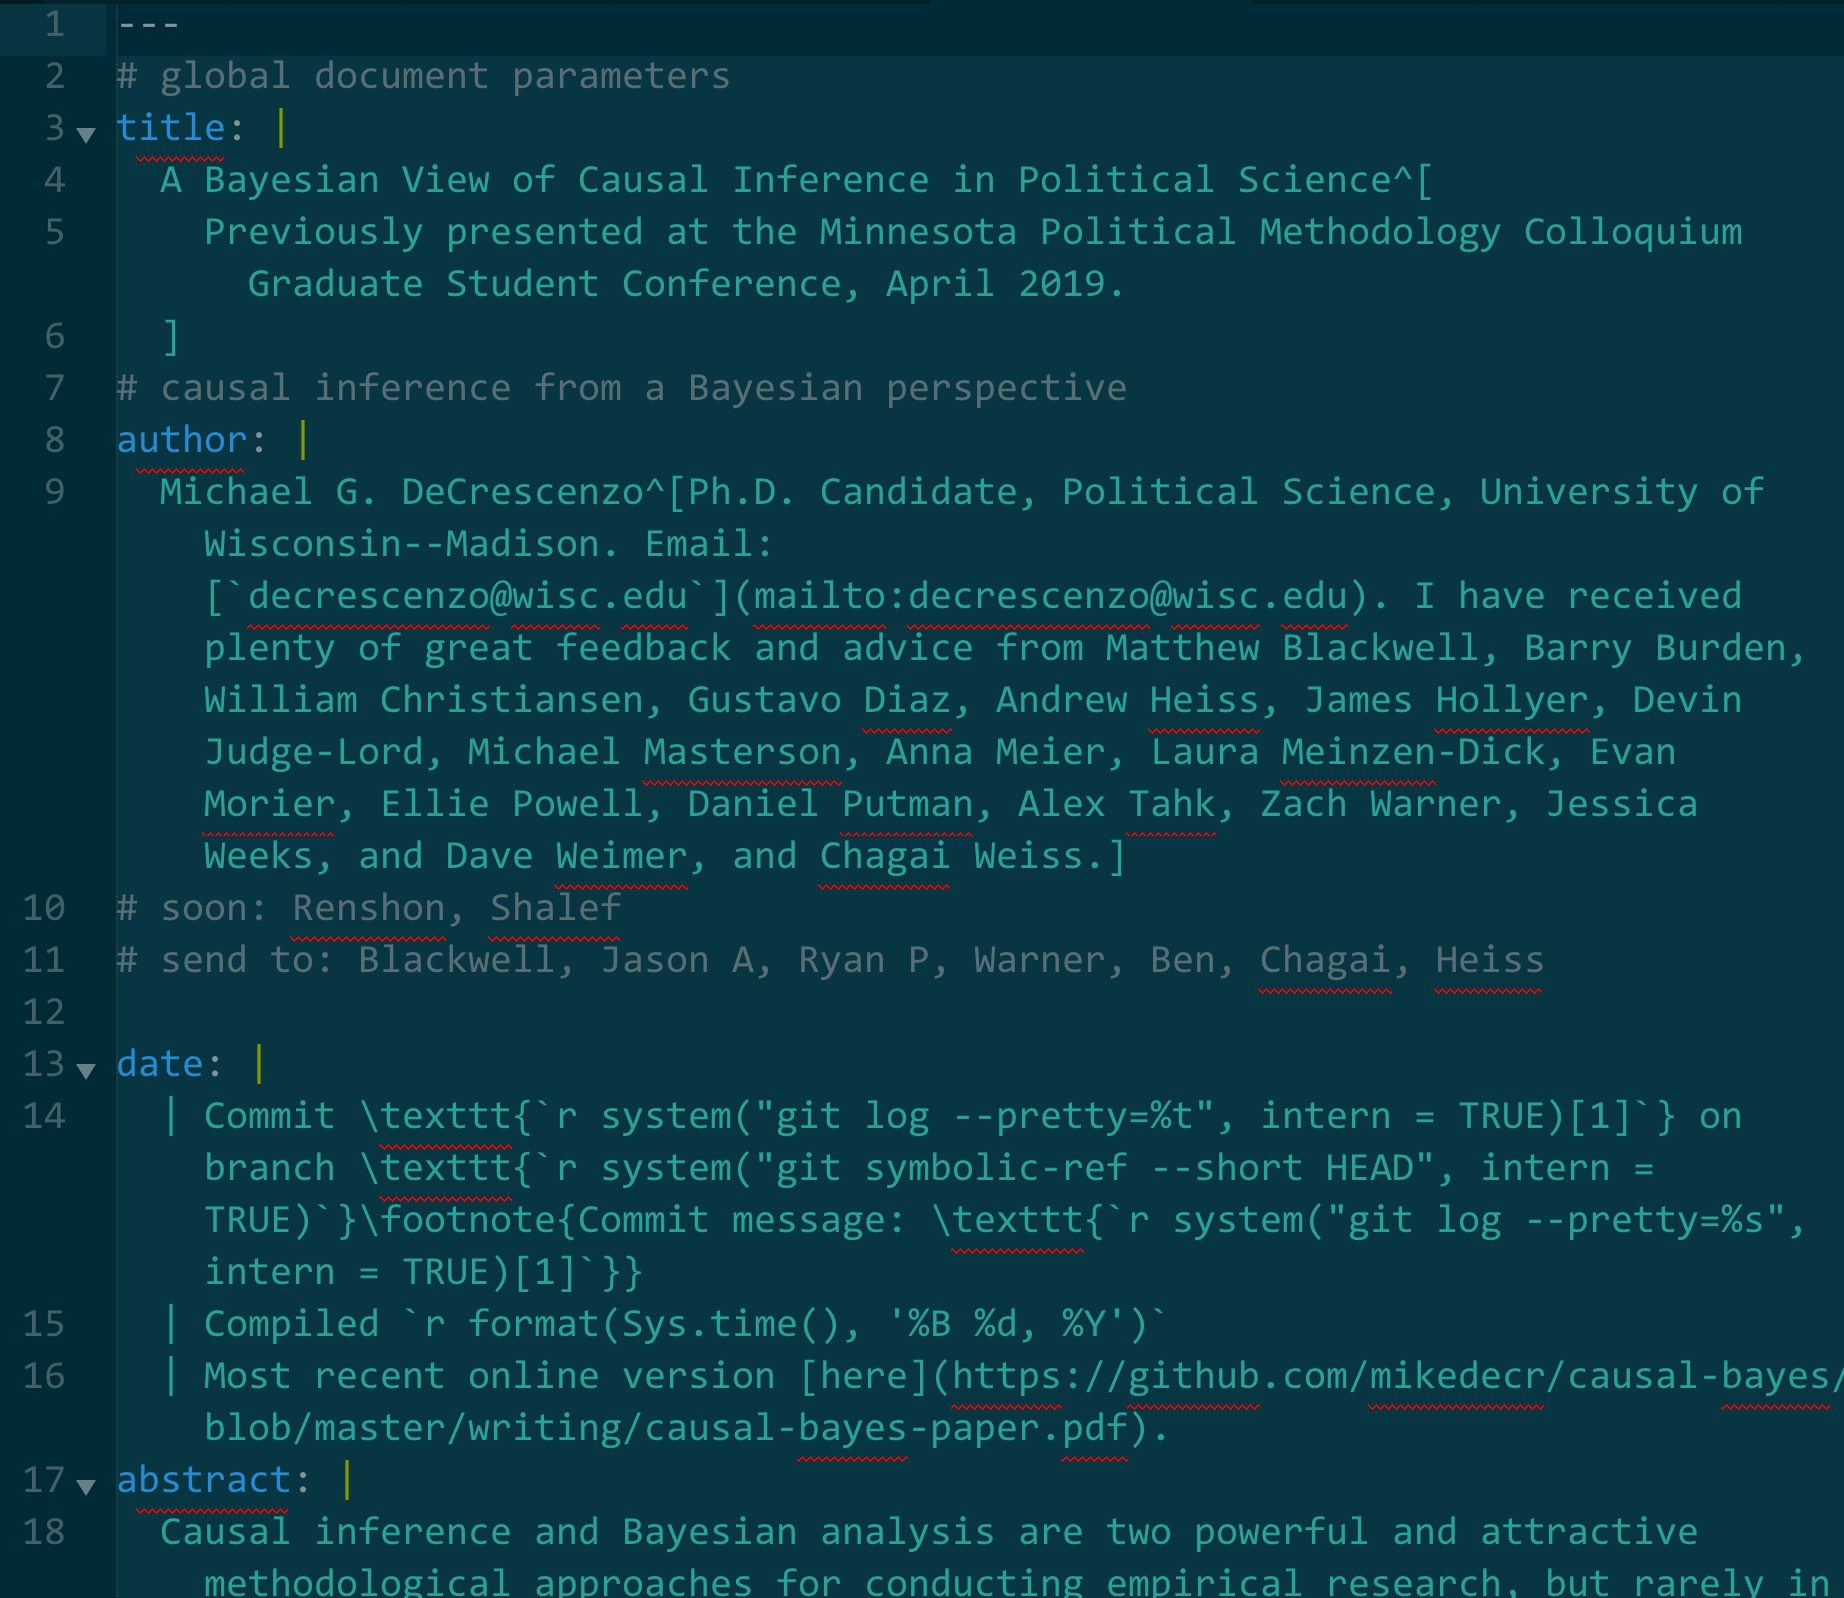 1 ---
2 # global document parameters
3 title: |
4 A Bayesian View of Causal Inference in Political Science^[
5 Previously presented at the Minnesota Political Methodology Colloquium
Graduate Student Conference, April 2019.
6 ]
7 # causal inference from a Bayesian perspective
8 author: |
9 Michael G. DeCrescenzo^[Ph.D. Candidate, Political Science, University of
Wisconsin--Madison. Email:
[`decrescenzo@wisc.edu`](mailto:decrescenzo@wisc.edu). I have received
plenty of great feedback and advice from Matthew Blackwell, Barry Burden,
William Christiansen, Gustavo Diaz, Andrew Heiss, James Hollyer, Devin
Judge-Lord, Michael Masterson, Anna Meier, Laura Meinzen-Dick, Evan
Morier, Ellie Powell, Daniel Putman, Alex Tahk, Zach Warner, Jessica
Weeks, and Dave Weimer, and Chagai Weiss.]
10 # soon: Renshon, Shalef
11 # send to: Blackwell, Jason A, Ryan P, Warner, Ben, Chagai, Heiss
12
13 date: |
14 | Commit \texttt{`r system("git log --pretty=%t", intern = TRUE)[1]`} on
branch \texttt{`r system("git symbolic-ref --short HEAD", intern =
TRUE)`}\footnote{Commit message: \texttt{`r system("git log --pretty=%s",
intern = TRUE)[1]`}}
15 | Compiled `r format(Sys.time(), '%B %d, %Y')`
16 | Most recent online version [here](https://github.com/mikedecr/causal-bayes/
blob/master/writing/causal-bayes-paper.pdf).
17 abstract: |
18 Causal inference and Bayesian analysis are two powerful and attractive
methodological approaches for conducting empirical research, but rarely in